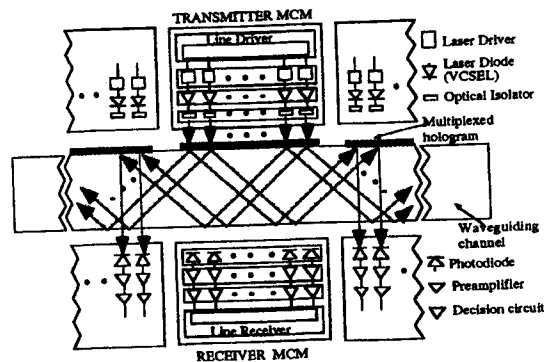 TRANSMITTER MCM
Line Driver
Laser Driver
Laser Diode
(VCSEL)
Optical Isolator
Multiplexed
hologram
Waveguiding
channel
Photodiode
Preamplifier
Decision circuit
Line Receiver
RECEIVER MCM